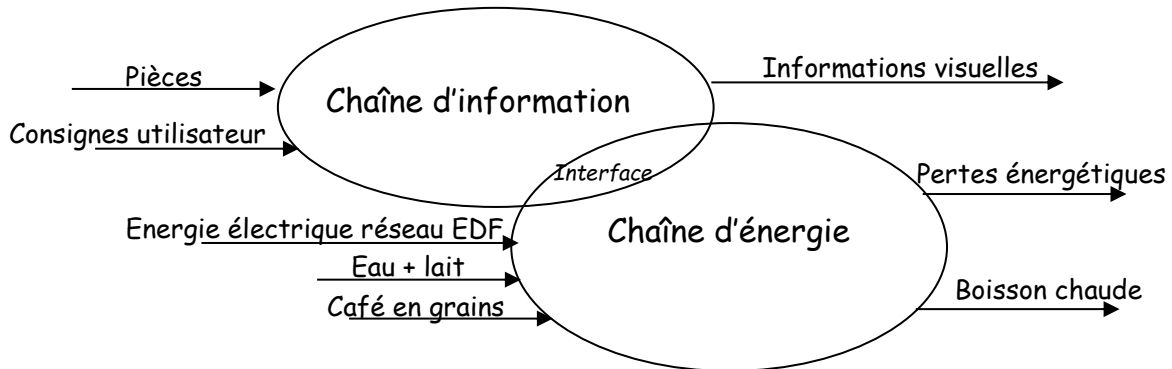 Pièces
Informations visuelles
Chaîne d'information
Consignes utilisateur
Interface
Pertes énergétiques
Energie électrique réseau EDF
Chaîne d'énergie
Eau + lait
Boisson chaude
Café en grains